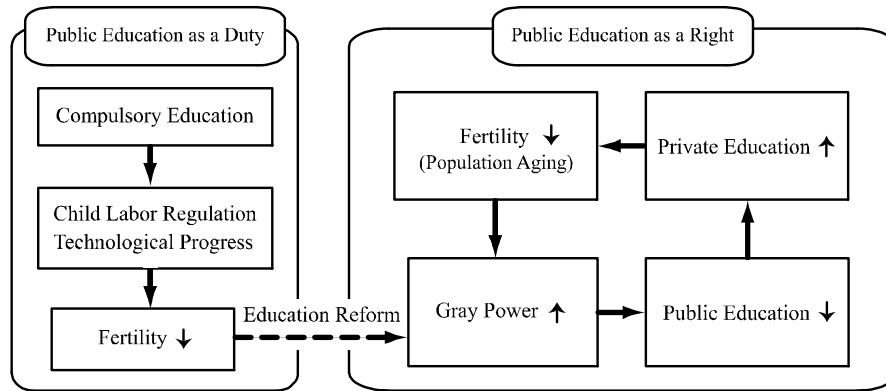 Public Education as a Duty
Compulsory Education
Child Labor Regulation
Technological Progress
Fertility ↓
Education Reform
Public Education as a Right
Fertility ↓
(Population Aging)
Private Education ↑
Gray Power ↑
Public Education ↓